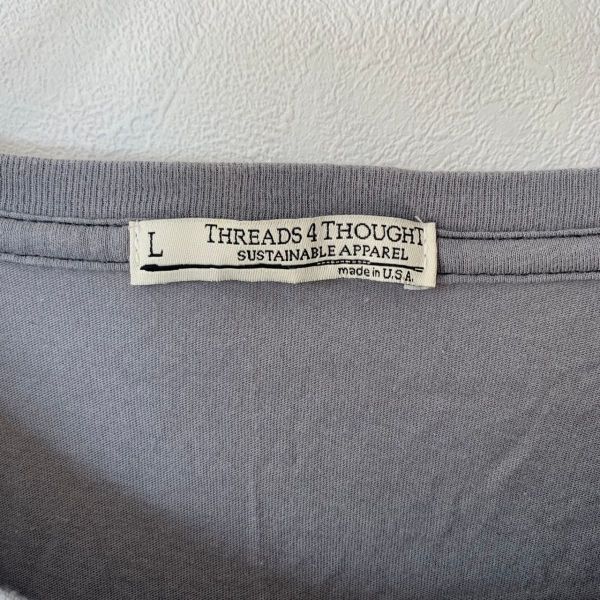 L
THREADS 4 THOUGHT
SUSTAINABLE APPAREL
made in U.S.A.